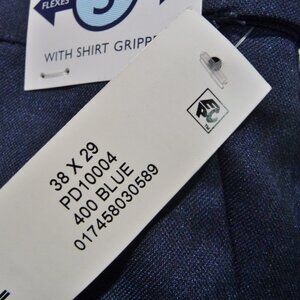 FLEXES
WITH SHIRT GRIPPE
38 X 29
PD10004
400 BLUE
017458030589